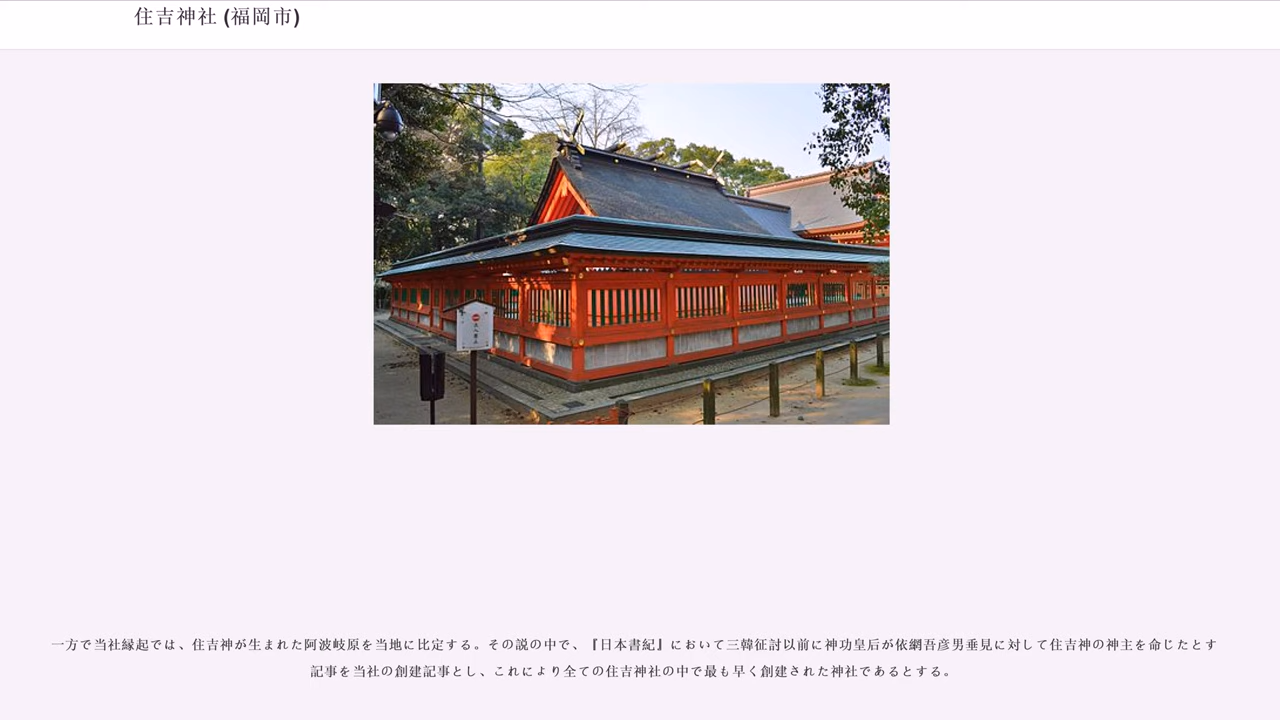 住吉神社 (福岡市)
一方で当社縁起では、住吉神が生まれた阿波岐原を当地に比定する。その説の中で、『日本書紀』において三韓征討以前に神功皇后が依網吾彦男垂見に対して住吉神の神主を命じたとす
記事を当社の創建記事とし、これにより全ての住吉神社の中で最も早く創建された神社であるとする。